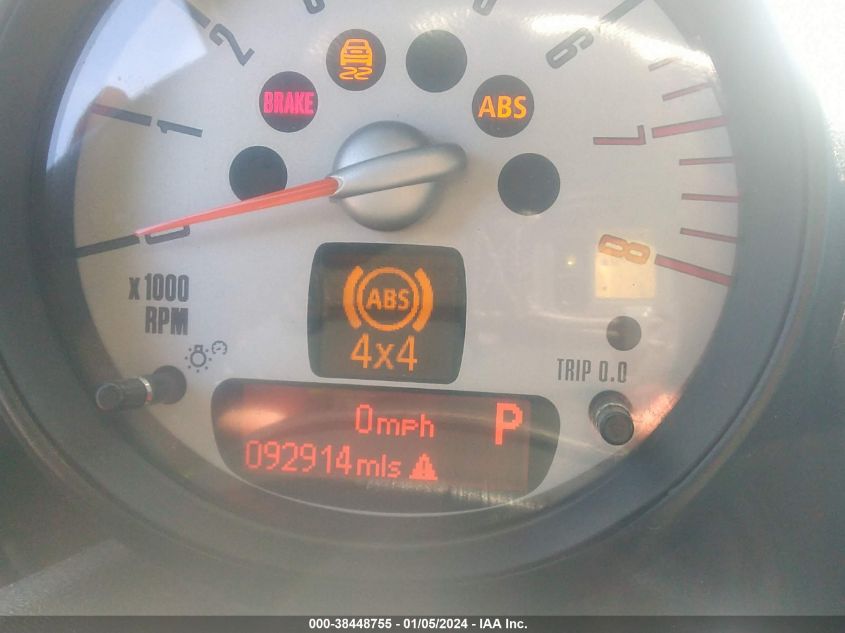 2
6
BRAKE
ABS
1
7
0
8
x 1000
RPM
ABS
4x4
TRIP 0.0
0mph P
092914mls
000-38448755 - 01/05/2024 - IAA Inc.